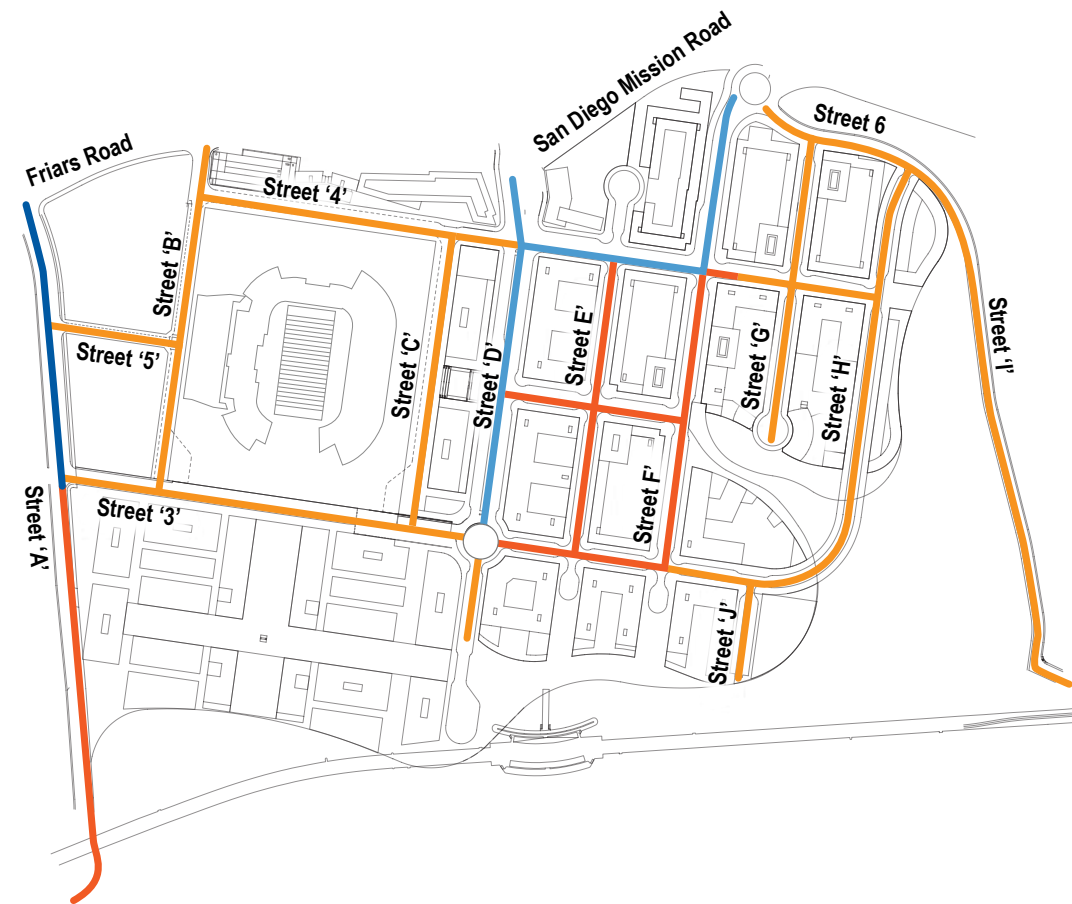 San Diego Mission Road
Street 6
Friars Road
Street ‘4’
Street ‘B’
Street ‘5’
Street ‘C’
Street ‘D’
Street E’
Street ‘G’
Street ‘H’
Street ‘I’
Street F’
Street ‘3’
Street ‘A’
Street ‘J’